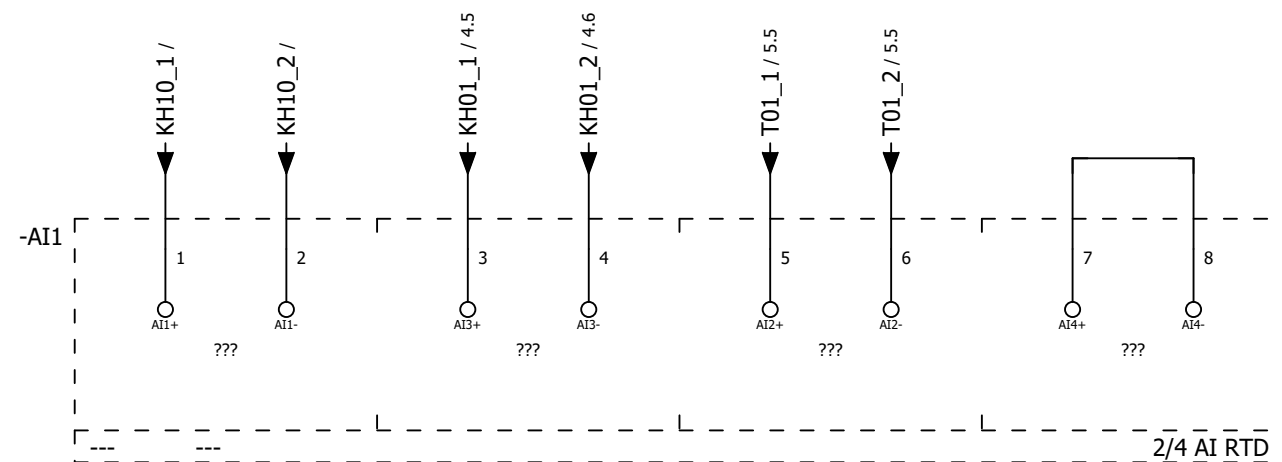 KH10_1 /
KH10_2 /
KH01_1 / 4.5
KH01_2 / 4.6
T01_1 / 5.5
T01_2 / 5.5
-AI1
1
2
3
4
5
6
7
8
AI1+
AI1-
AI3+
AI3-
AI2+
AI2-
AI4+
AI4-
???
???
???
???
---
---
2/4 AI RTD